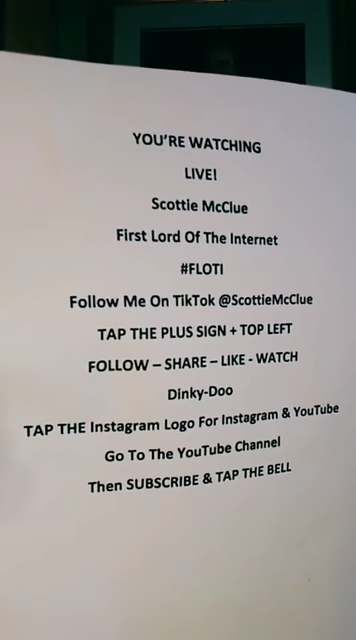 YOU'RE WATCHING
LIVE!
Scottie McClue
First Lord Of The Internet
#FLOTI
Follow Me On TikTok @ScottieMcClue
TAP THE PLUS SIGN + TOP LEFT
FOLLOW – SHARE – LIKE - WATCH
Dinky-Doo
TAP THE Instagram Logo For Instagram & YouTube
Go To The YouTube Channel
Then SUBSCRIBE & TAP THE BELL